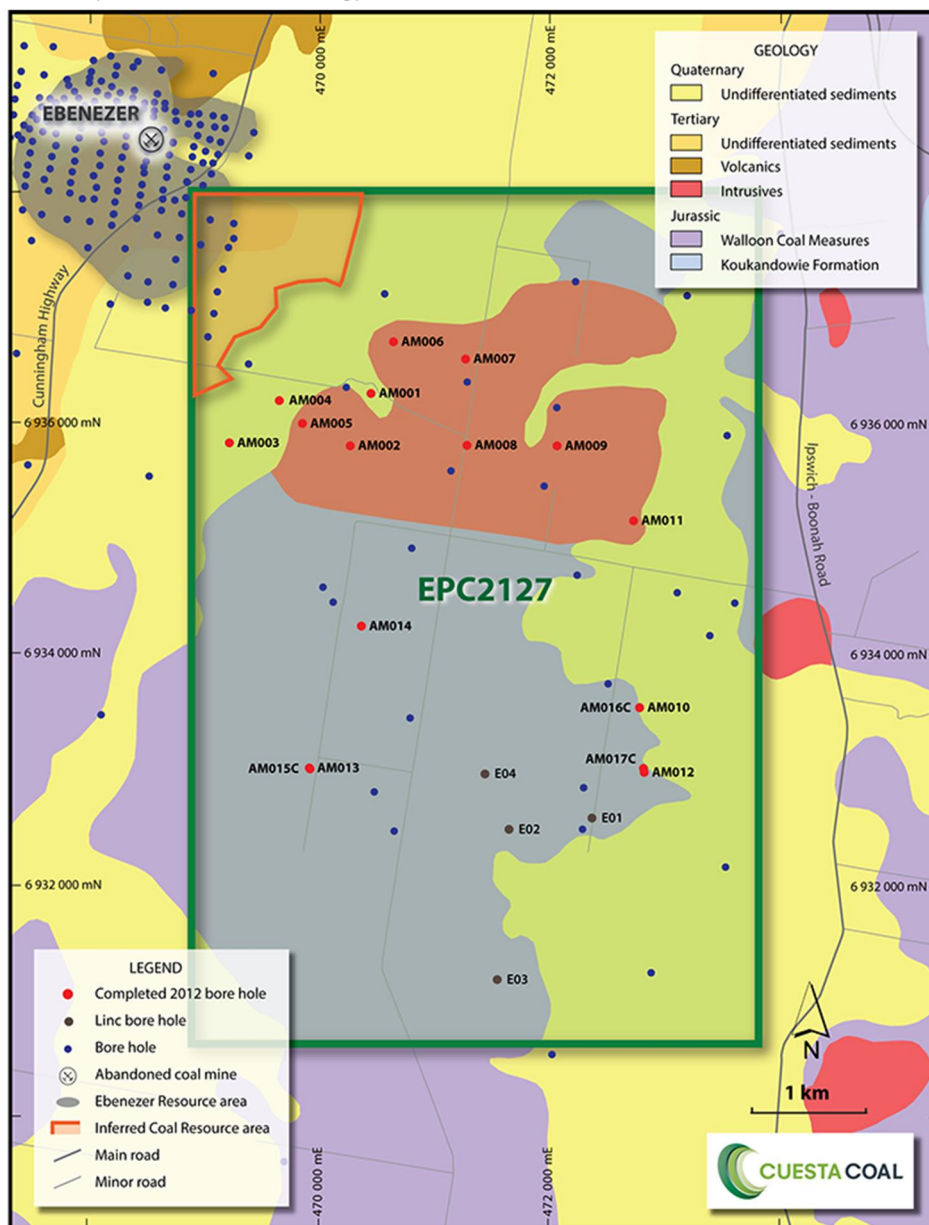 470 000 mE
472 000 mE
GEOLOGY
Quaternary
Undifferentiated sediments
Tertiary
Undifferentiated sediments
Volcanics
Intrusives
Jurassic
Walloon Coal Measures
Koukandowie Formation
EBENEZER
Cunningham Highway
AM006
AM007
AM001
AM004
6 936 000 mN
6 936 000 mN
AM005
AM003
AM002
AM008
AM009
Ipswich - Boonah Road
AM011
EPC2127
AM014
6 934 000 mN
6 934 000 mN
AM016C
AM010
AM017C
AM015C
AM013
E04
AM012
E01
E02
6 932 000 mN
6 932 000 mN
E03
LEGEND
Completed 2012 bore hole
Linc bore hole
Bore hole
Abandoned coal mine
Ebenezer Resource area
Inferred Coal Resource area
Main road
Minor road
N
1 km
470 000 mE
472 000 mE
CUESTA COAL